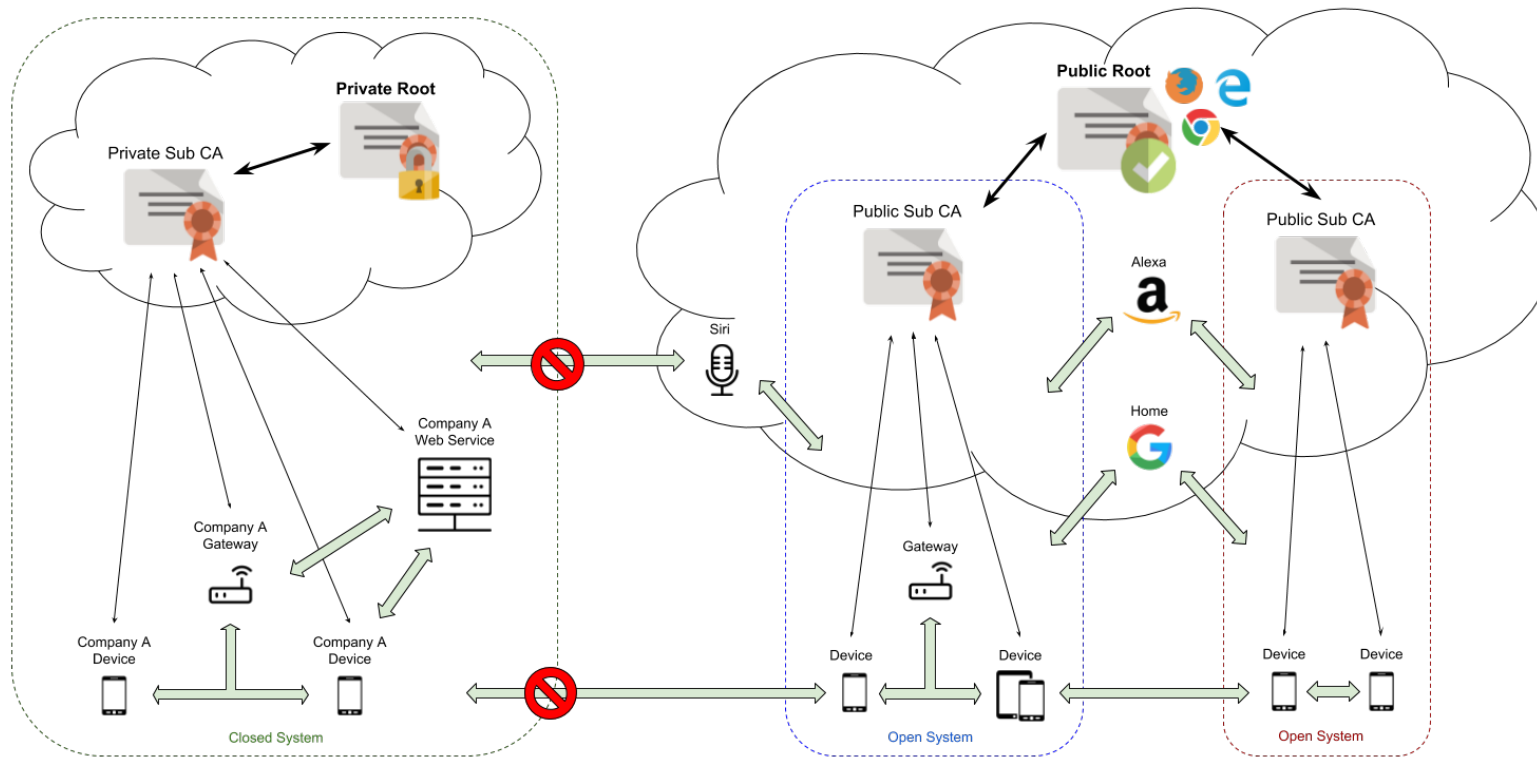 Private Root
Private Sub CA
Company A
Web Service
Company A
Gateway
Company A
Device
Company A
Device
Closed System
Public Root
Public Sub CA
Public Sub CA
Alexa
a
Siri
Home
G
Gateway
Device
Device
Device
Device
Open System
Open System